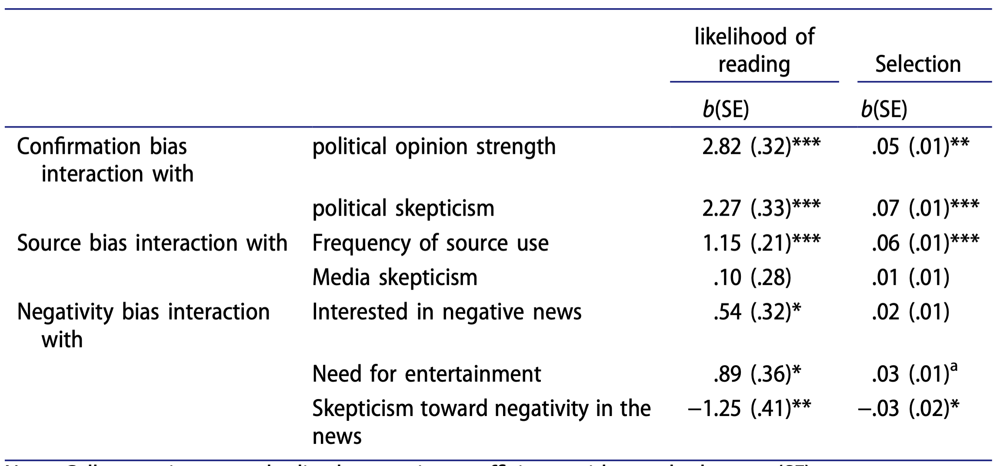 likelihood of
reading Selection
b(SE) b(SE)
Confirmation bias political opinion strength 2.82 (.32)*** .05 (.01)**
interaction with
political skepticism 2.27 (.33)*** .07 (.01)***
Source bias interaction with Frequency of source use 1.15 (.21)*** .06 (.01)***
Media skepticism .10 (.28) .01 (.01)
Negativity bias interaction Interested in negative news .54 (.32)* .02 (.01)
with
Need for entertainment .89 (.36)* .03 (.01)a
Skepticism toward negativity in the −1.25 (.41)** −.03 (.02)*
news